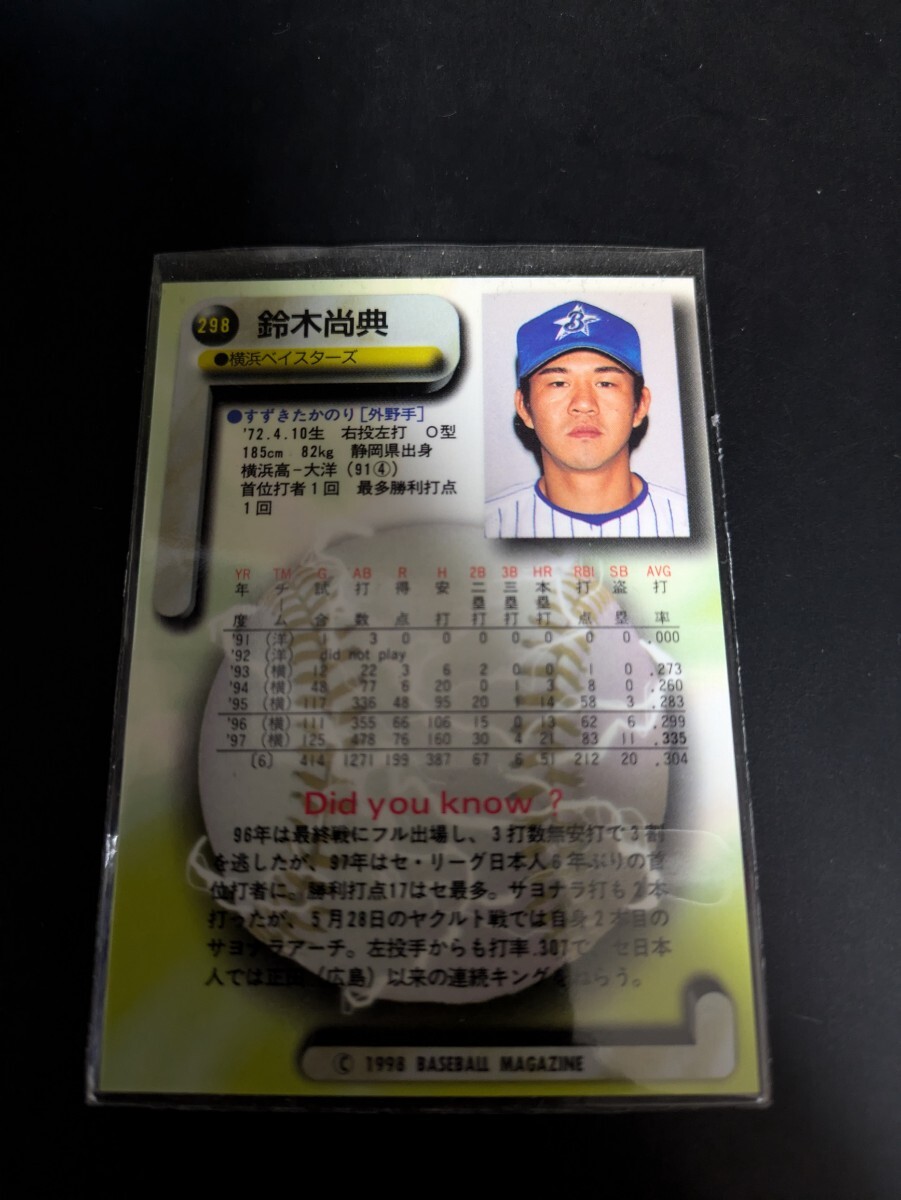 298 鈴木尚典
●横浜ベイスターズ
B
●すずきたかのり[外野手]
'72.4.10生 右投左打 O型
185cm 82kg 静岡県出身
横浜高-大洋(91④)
首位打者1回 最多勝利打点
1回
YR TM G AB R H 2B 3B HR RBI SB AVG
年度 チーム 試合 打数 得点 安打 二塁打 三塁打 本塁打 打点 盗塁 打率
'91 (洋) 1 3 0 0 0 0 0 0 0 .000
'92 (洋) did not play
'93 (横) 12 22 3 6 2 0 0 1 0 .273
'94 (横) 48 77 6 20 0 1 3 8 0 .260
'95 (横) 117 336 48 95 20 1 14 58 3 .283
'96 (横) 111 355 66 106 15 0 13 62 6 .299
'97 (横) 125 478 76 160 30 4 21 83 11 .335
〔6〕 414 1271 199 387 67 6 51 212 20 .304
Did you know ?
96年は最終戦にフル出場し、3打数無安打で3割
を逃したが、97年はセ・リーグ日本人6年ぶりの首
位打者に。勝利打点17はセ最多。サヨナラ打も2本
打ったが、5月28日のヤクルト戦では自身2本目の
サヨナラアーチ。左投手からも打率.307で、セ日本
人では正田(広島)以来の連続キングをねらう。
© 1998 BASEBALL MAGAZINE